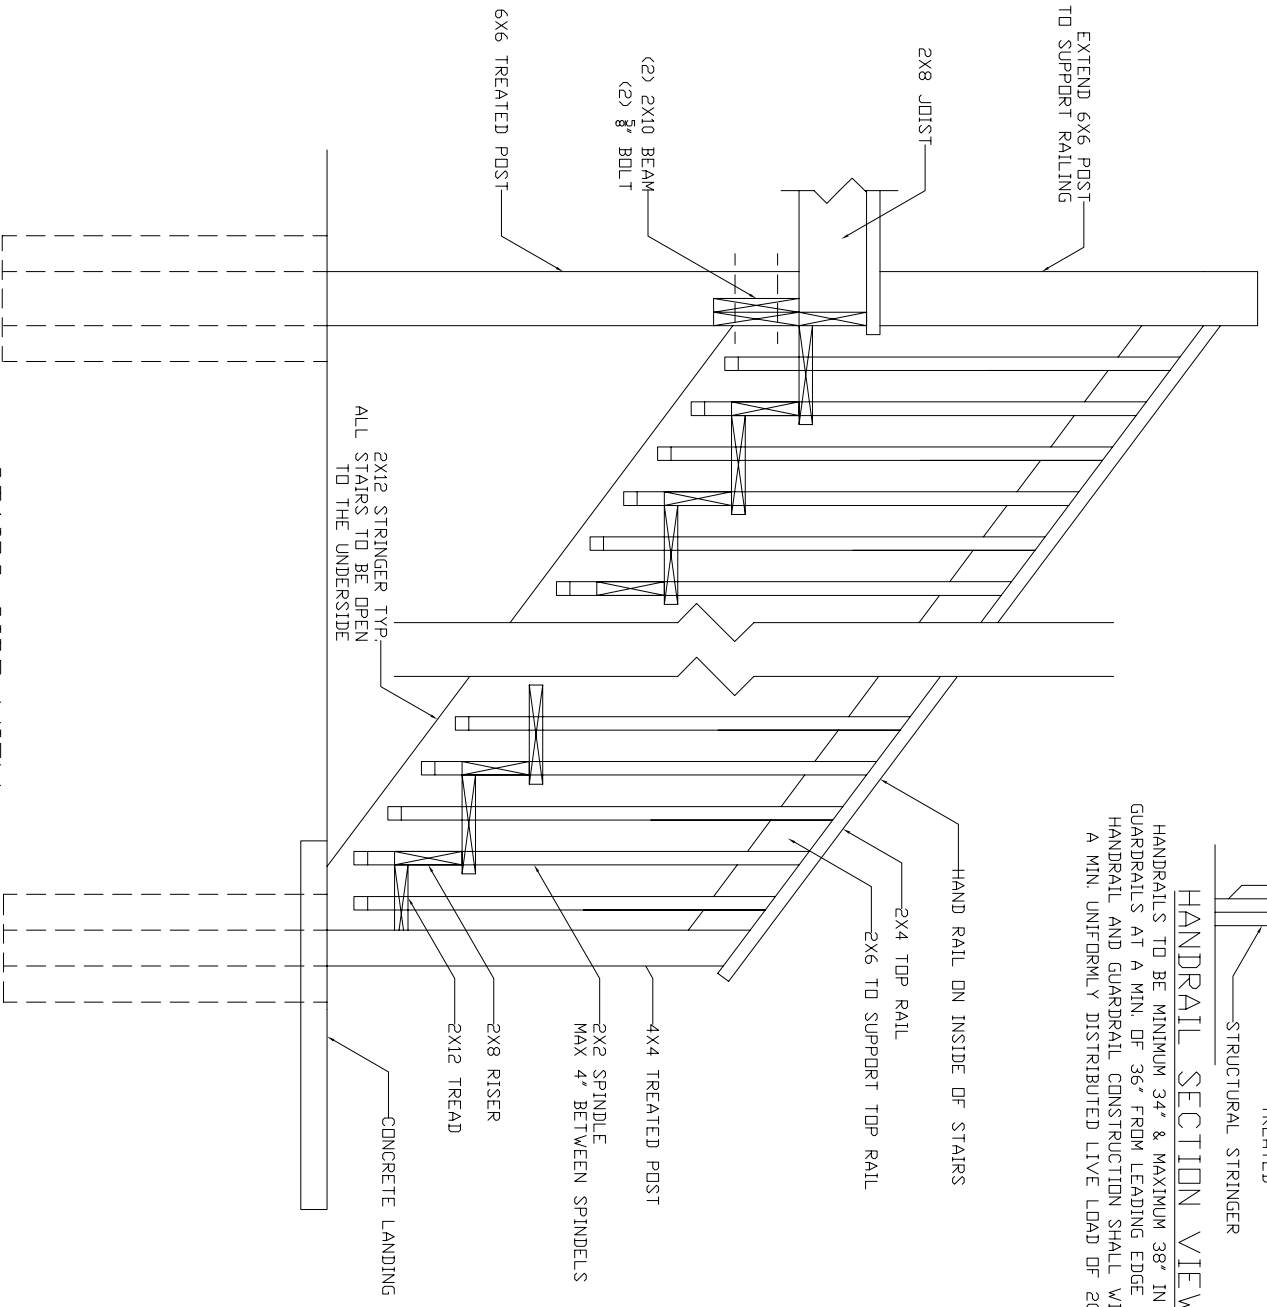 EXTEND 6X6 POST
TO SUPPORT RAILING
2X8 JOIST
(2) 2X10 BEAM
(2) 5/8" BOLT
6X6 TREATED POST
2X12 STRINGER TYP.
ALL STAIRS TO BE OPEN
TO THE UNDERSIDE
STRUCTURAL STRINGER
HANDRAIL SECTION VIEW
HANDRAILS TO BE MINIMUM 34" & MAXIMUM 38" IN
GUARDRAILS AT A MIN. OF 36" FROM LEADING EDGE
HANDRAIL AND GUARDRAIL CONSTRUCTION SHALL WI
A MIN. UNIFORMLY DISTRIBUTED LIVE LOAD OF 20
HAND RAIL ON INSIDE OF STAIRS
2X4 TOP RAIL
2X6 TO SUPPORT TOP RAIL
4X4 TREATED POST
2X2 SPINDLE
MAX 4" BETWEEN SPINDELS
2X8 RISER
2X12 TREAD
CONCRETE LANDING